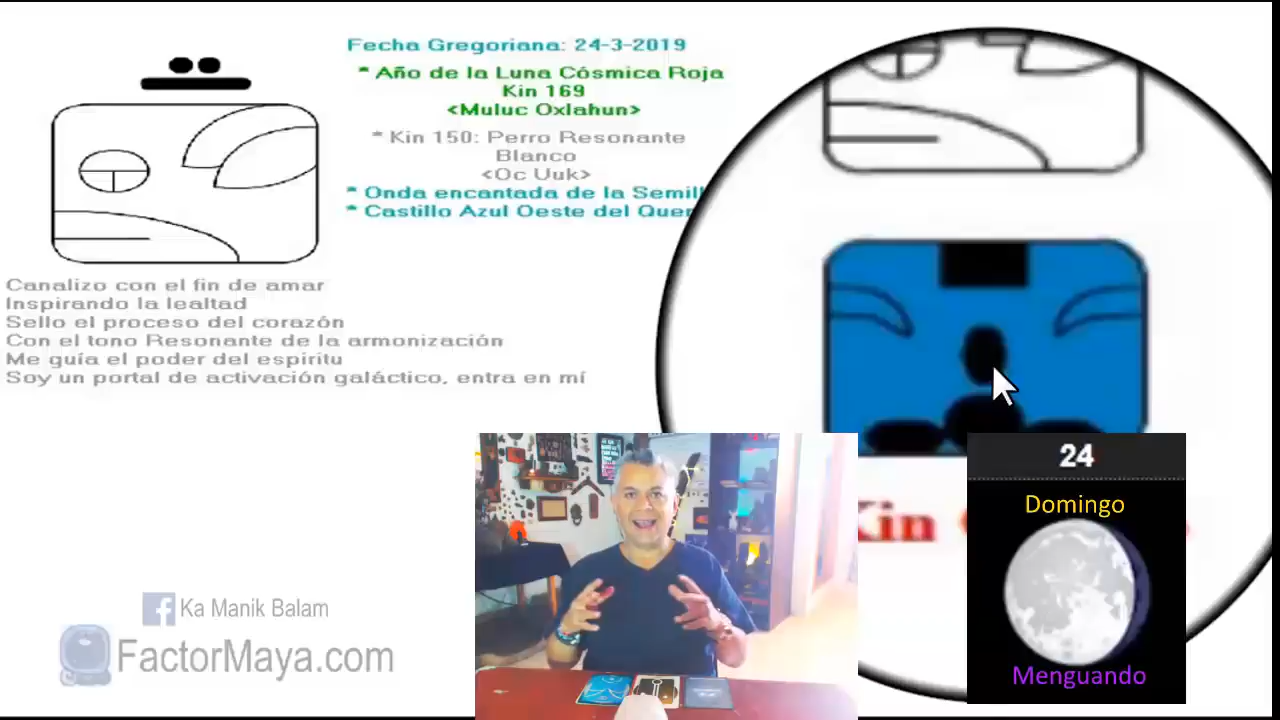 Fecha Gregoriana: 24-3-2019
* Año de la Luna Cósmica Roja
Kin 169
<Muluc Oxlahun>
* Kin 150: Perro Resonante
Blanco
<Oc Uuk>
* Onda encantada de la
* Castillo Azul Oeste del
Canalizo con el fin de amar
Inspirando la lealtad
Sello el proceso del corazón
Con el tono Resonante de la armonización
Me guía el poder del espiritu
Soy un portal de activación galáctico, entra en mí
Kin
24
Domingo
Menguando
Ka Manik Balam
FactorMaya.com